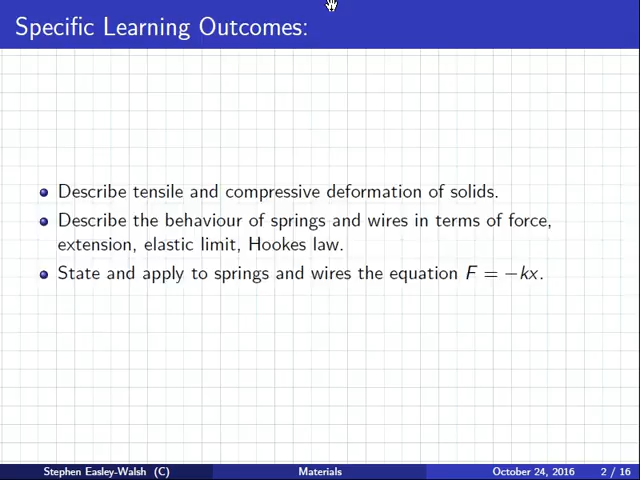 Specific Learning Outcomes:
Describe tensile and compressive deformation of solids.
Describe the behaviour of springs and wires in terms of force,
extension, elastic limit, Hookes law.
State and apply to springs and wires the equation F = −kx.
Stephen Easley-Walsh (C) Materials October 24, 2016 2 / 16